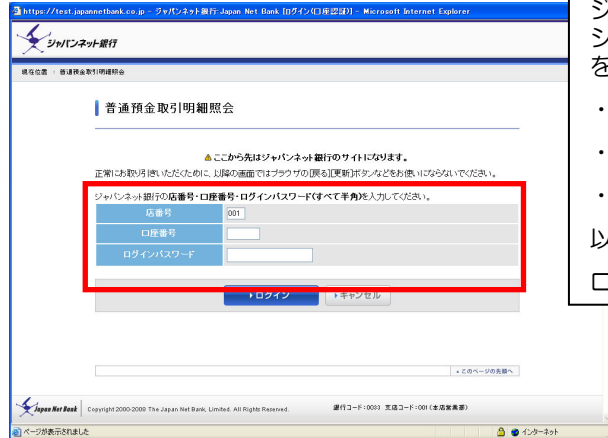 https://test.japannetbank.co.jp - ジャパンネット銀行:Japan Net Bank [ログイン(口座認証)] - Microsoft Internet Explorer
ジャパンネット銀行
現在位置 > 普通預金取引明細照会
普通預金取引明細照会
ここから先はジャパンネット銀行のサイトになります。
正常にお取引きいただくために、以降の画面ではブラウザの[戻る][更新]ボタンなどをお使いにならないでください。
ジャパンネット銀行の店番号・口座番号・ログインパスワード(すべて半角)を入力してください。
店番号 001
口座番号
ログインパスワード
ログイン キャンセル
このページの先頭へ
Japan Net Bank Copyright 2000-2008 The Japan Net Bank, Limited. All Rights Reserved. 銀行コード:0033 支店コード:001 (本店営業部)
ページが表示されました インターネット
ジ
シ
を
・
・
・
以
ロ